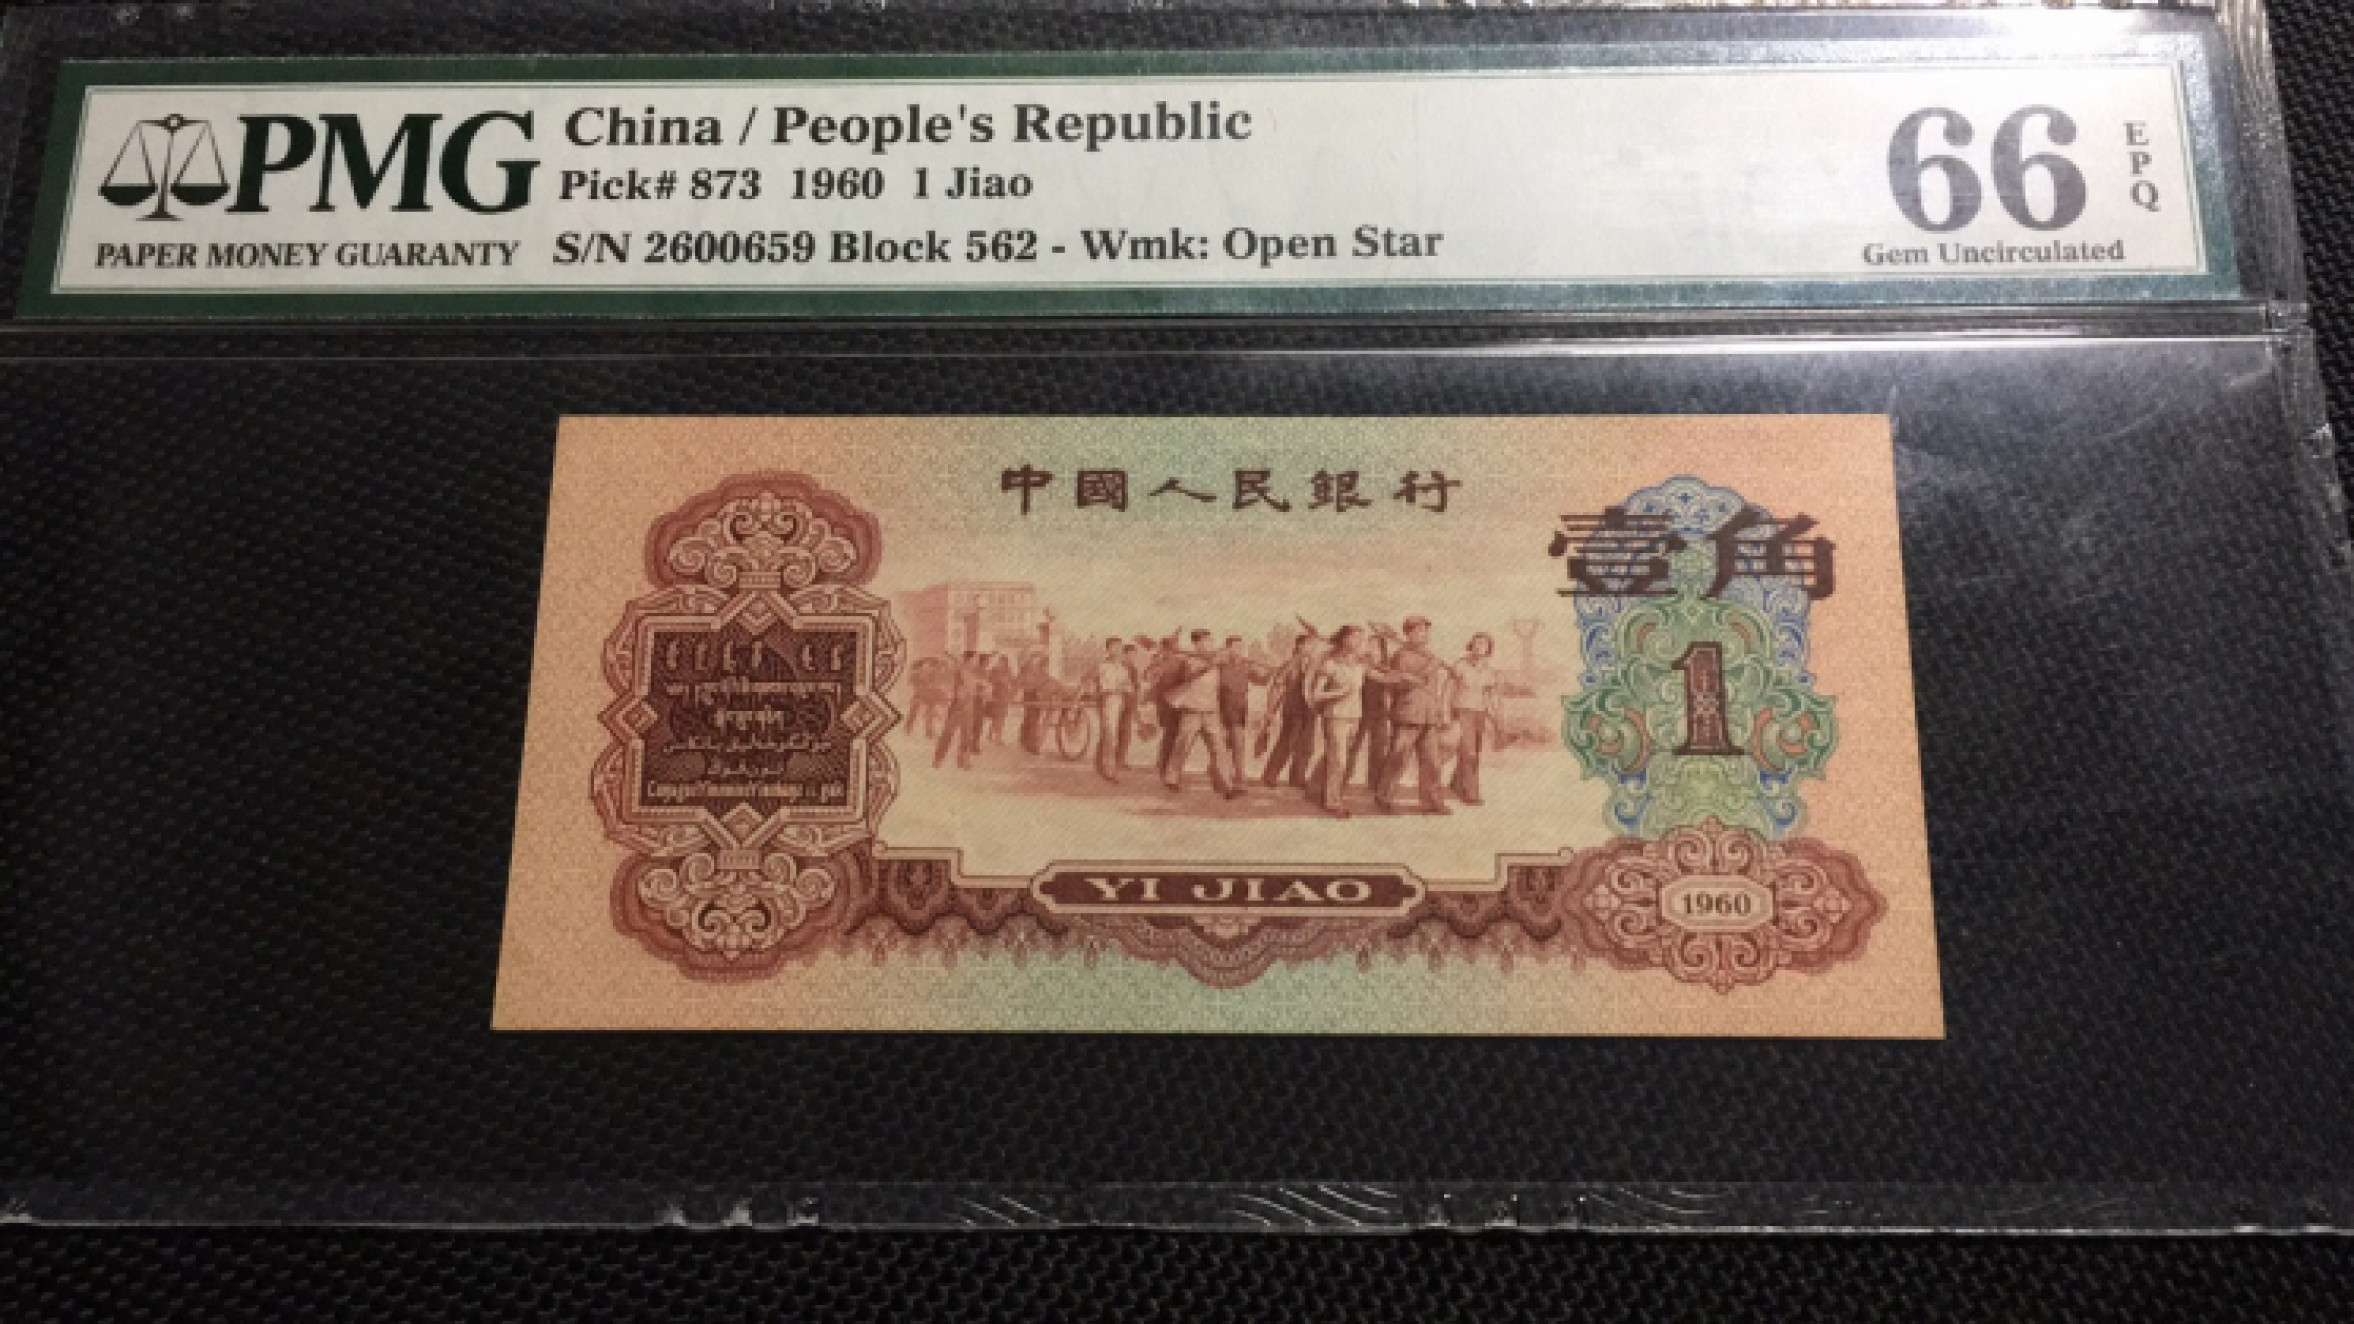 PMG
PAPER MONEY GUARANTY
China / People's Republic
Pick# 873 1960 1 Jiao
S/N 2600659 Block 562 - Wmk: Open Star
66
EPQ
Gem Uncirculated
中國人民銀行
壹角
1
YI JIAO
1960